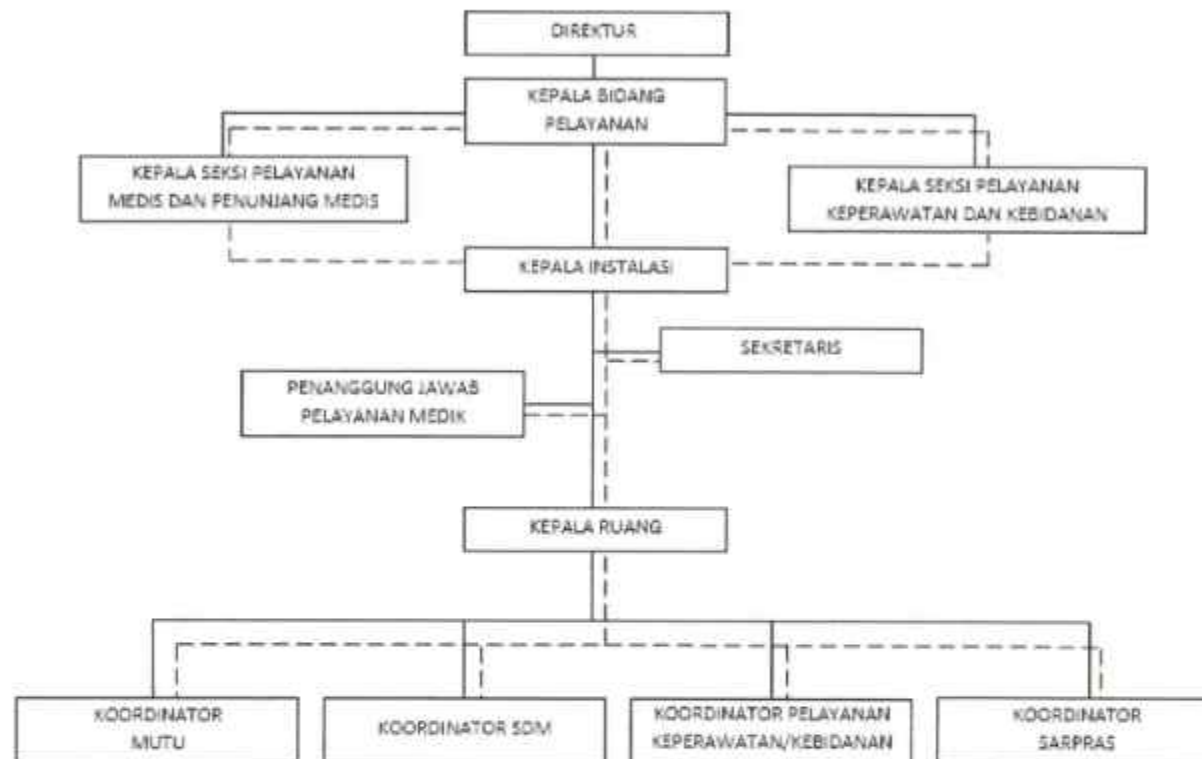 DIREKTUR
KEPALA BIDANG
PELAYANAN
KEPALA SEKSI PELAYANAN
MEDIS DAN PENUNJANG MEDIS
KEPALA SEKSI PELAYANAN
KEPERAWATAN DAN KEBIDANAN
KEPALA INSTALASI
SEKRETARIS
PENANGGUNG JAWAB
PELAYANAN MEDIK
KEPALA RUANG
KOORDINATOR
MUTU
KOORDINATOR SDM
KOORDINATOR PELAYANAN
KEPERAWATAN/KEBIDANAN
KOORDINATOR
SARPRAS